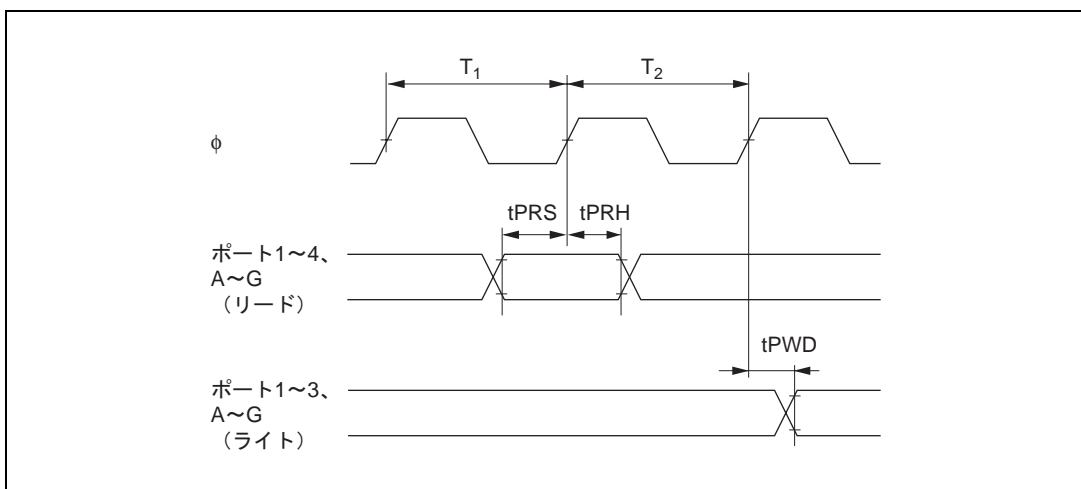 T1
T2
φ
tPRS
tPRH
ポート1～4、
A～G
（リード）
tPWD
ポート1～3、
A～G
（ライト）